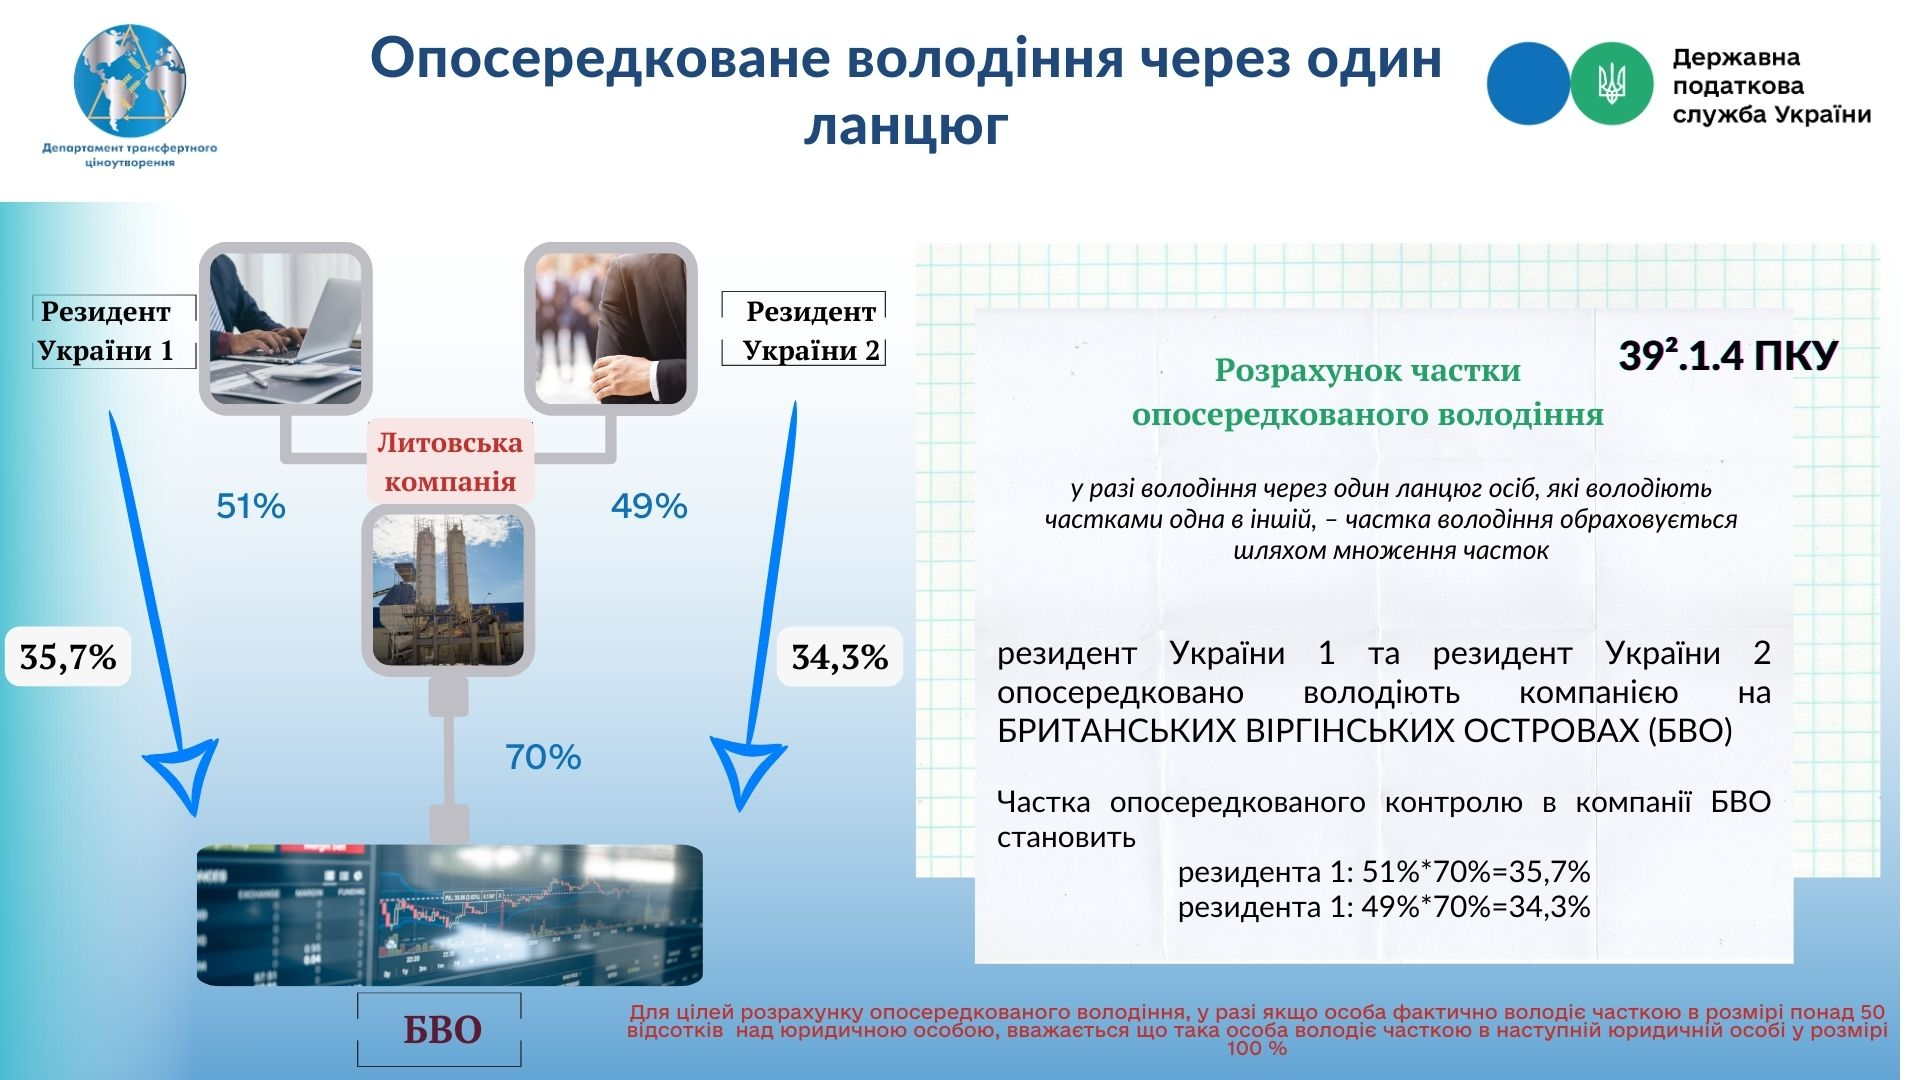 Департамент трансфертного
ціноутворення
Опосередковане володіння через один
ланцюг
Державна
податкова
служба України
Резидент
України 1
Резидент
України 2
Литовська
компанія
51%
49%
35,7%
34,3%
70%
БВО
39².1.4 ПКУ
Розрахунок частки
опосередкованого володіння
у разі володіння через один ланцюг осіб, які володіють
частками одна в іншій, – частка володіння обраховується
шляхом множення часток
резидент України 1 та резидент України 2
опосередковано володіють компанією на
БРИТАНСЬКИХ ВІРГІНСЬКИХ ОСТРОВАХ (БВО)
Частка опосередкованого контролю в компанії БВО
становить
резидента 1: 51%*70%=35,7%
резидента 1: 49%*70%=34,3%
Для цілей розрахунку опосередкованого володіння, у разі якщо особа фактично володіє часткою в розмірі понад 50
відсотків над юридичною особою, вважається що така особа володіє часткою в наступній юридичній особі у розмірі
100 %